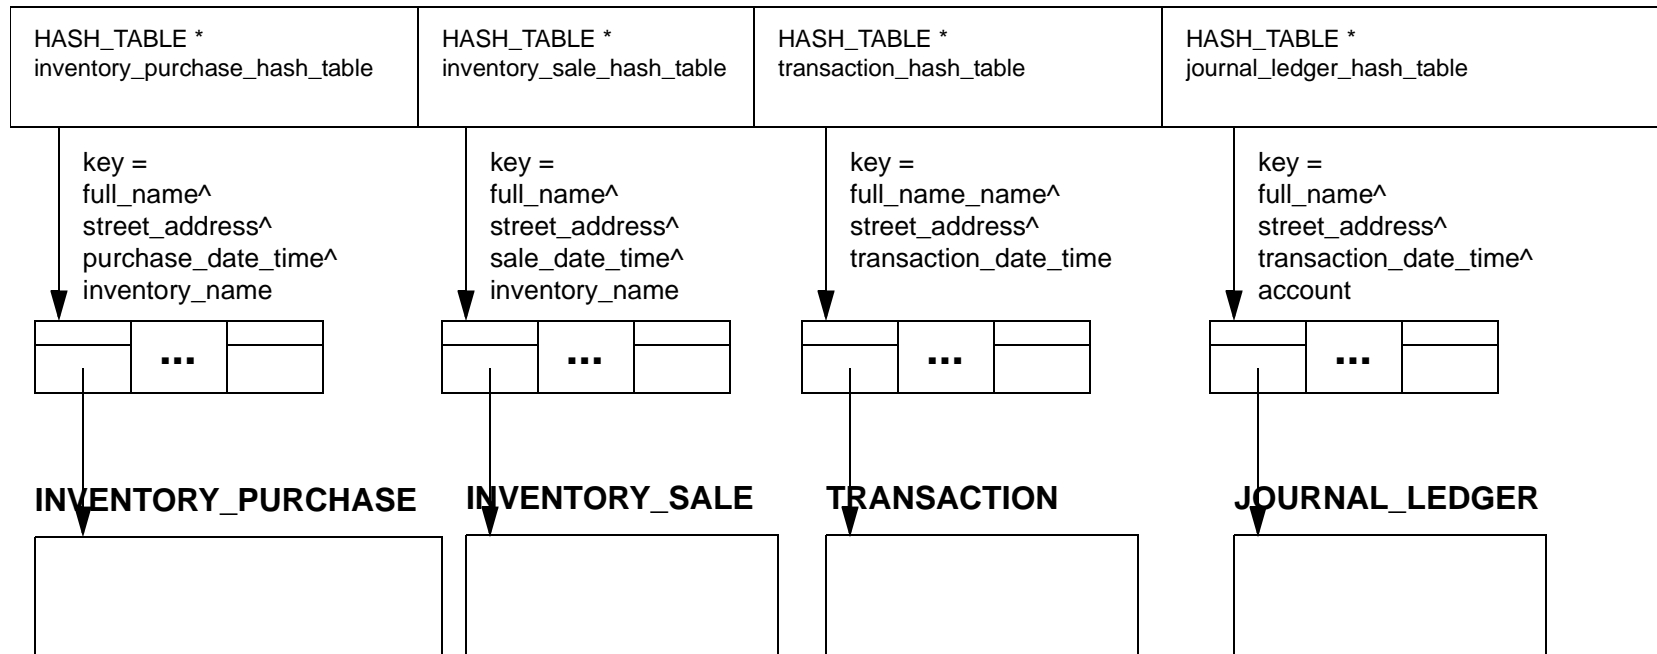 HASH_TABLE *
inventory_purchase_hash_table
HASH_TABLE *
inventory_sale_hash_table
HASH_TABLE *
transaction_hash_table
HASH_TABLE *
journal_ledger_hash_table
key =
full_name^
street_address^
purchase_date_time^
inventory_name
key =
full_name^
street_address^
sale_date_time^
inventory_name
key =
full_name_name^
street_address^
transaction_date_time
key =
full_name^
street_address^
transaction_date_time^
account
...
...
...
...
INVENTORY_PURCHASE
INVENTORY_SALE
TRANSACTION
JOURNAL_LEDGER